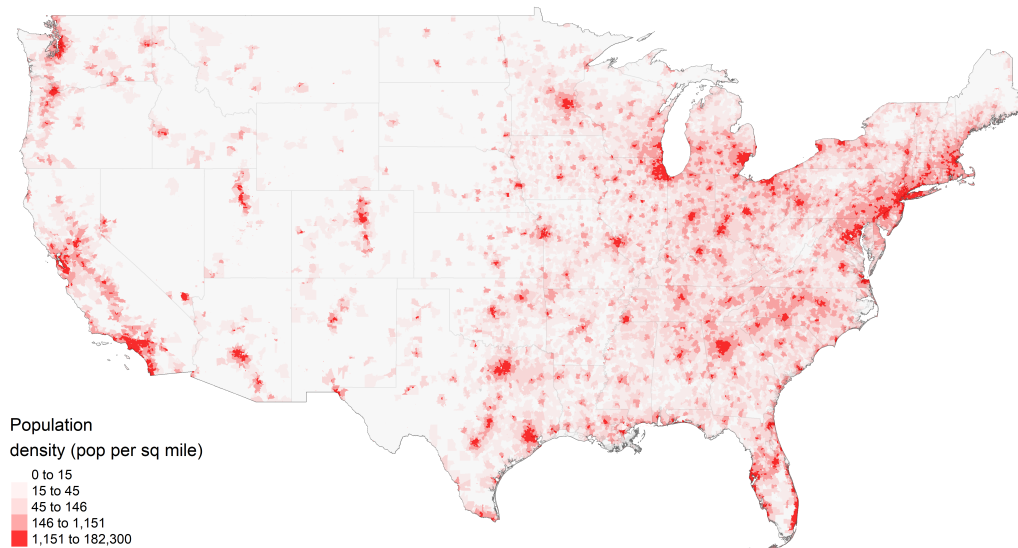 Population
density (pop per sq mile)
0 to 15
15 to 45
45 to 146
146 to 1,151
1,151 to 182,300